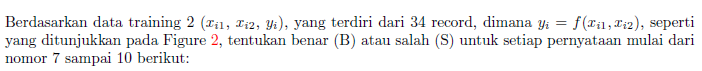 Berdasarkan data training 2 (x_{i1}, x_{i2}, y_i), yang terdiri dari 34 record, dimana y_i = f(x_{i1}, x_{i2}), seperti
yang ditunjukkan pada Figure 2, tentukan benar (B) atau salah (S) untuk setiap pernyataan mulai dari
nomor 7 sampai 10 berikut: